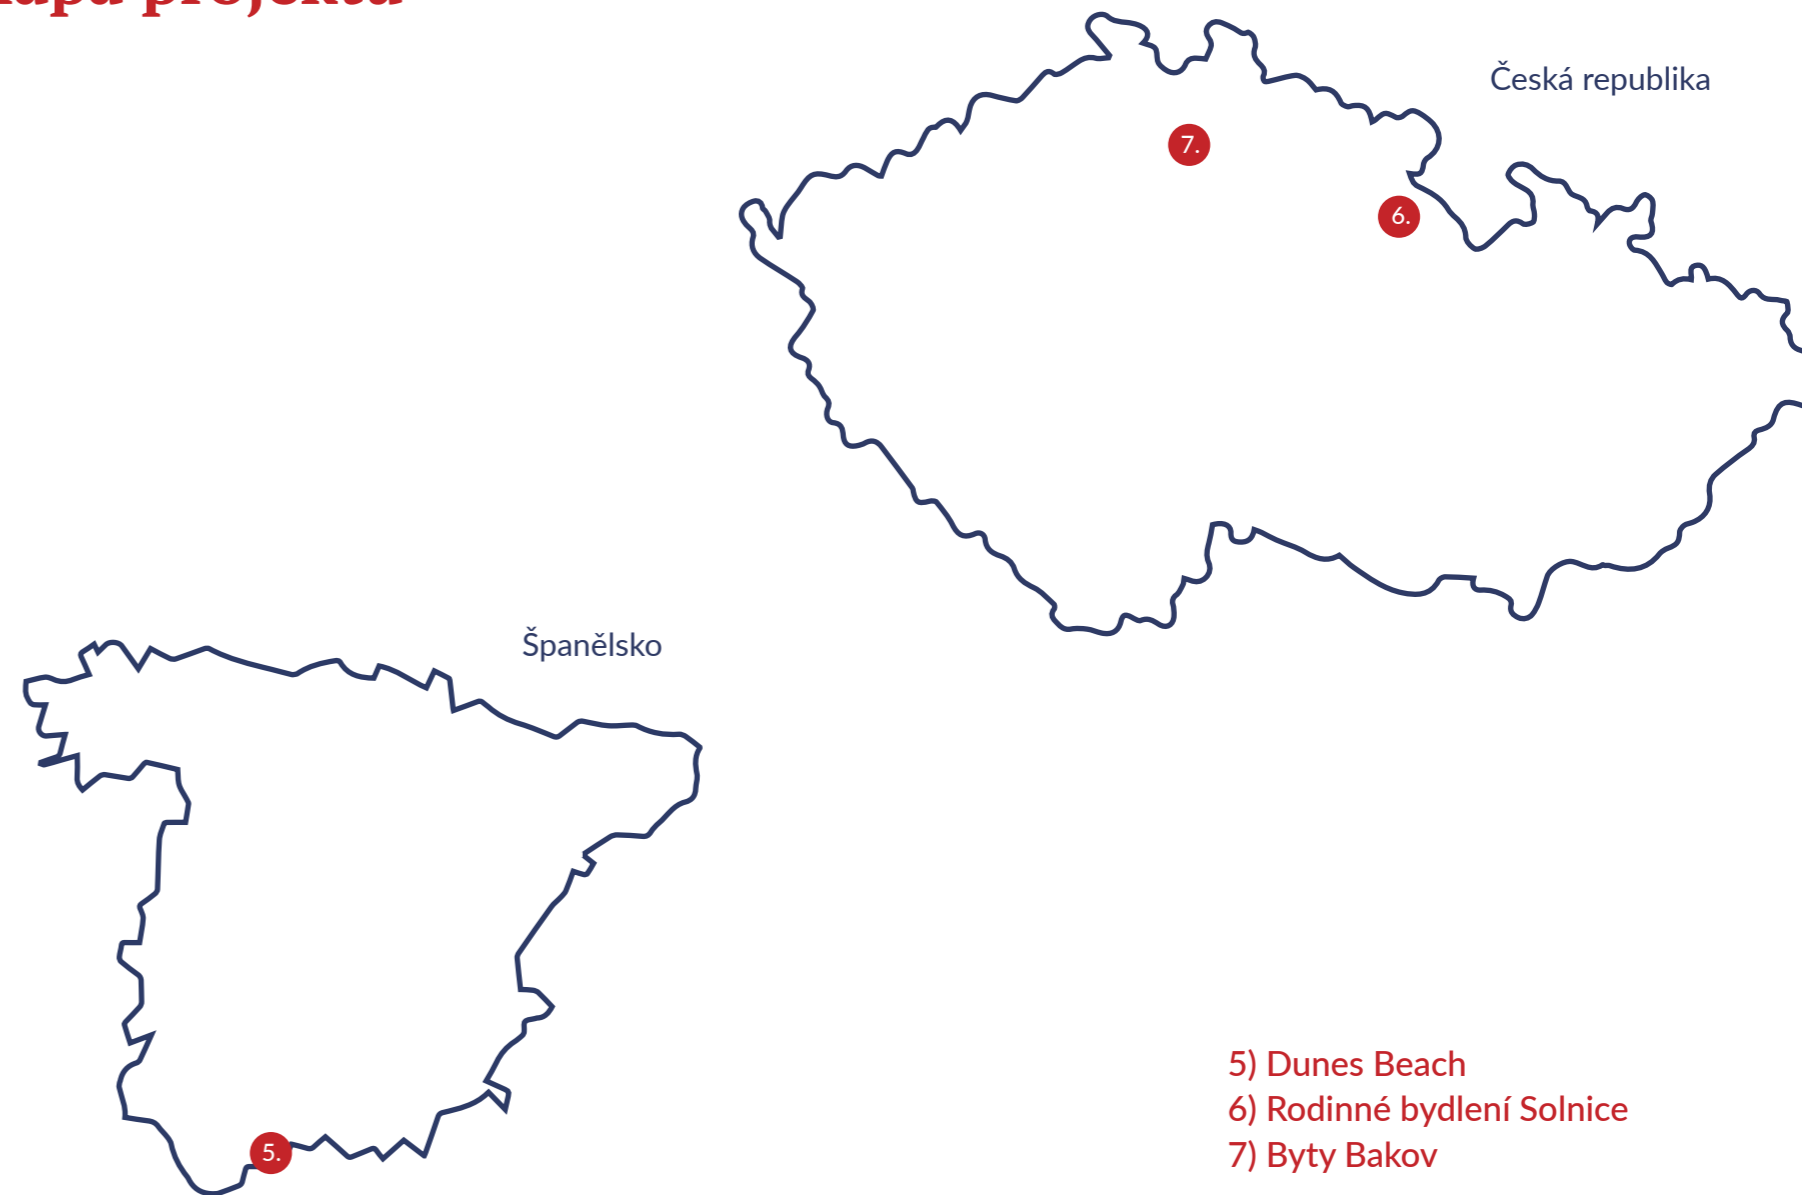 Česká republika
7.
6.
Španělsko
5.
5) Dunes Beach
6) Rodinné bydlení Solnice
7) Byty Bakov